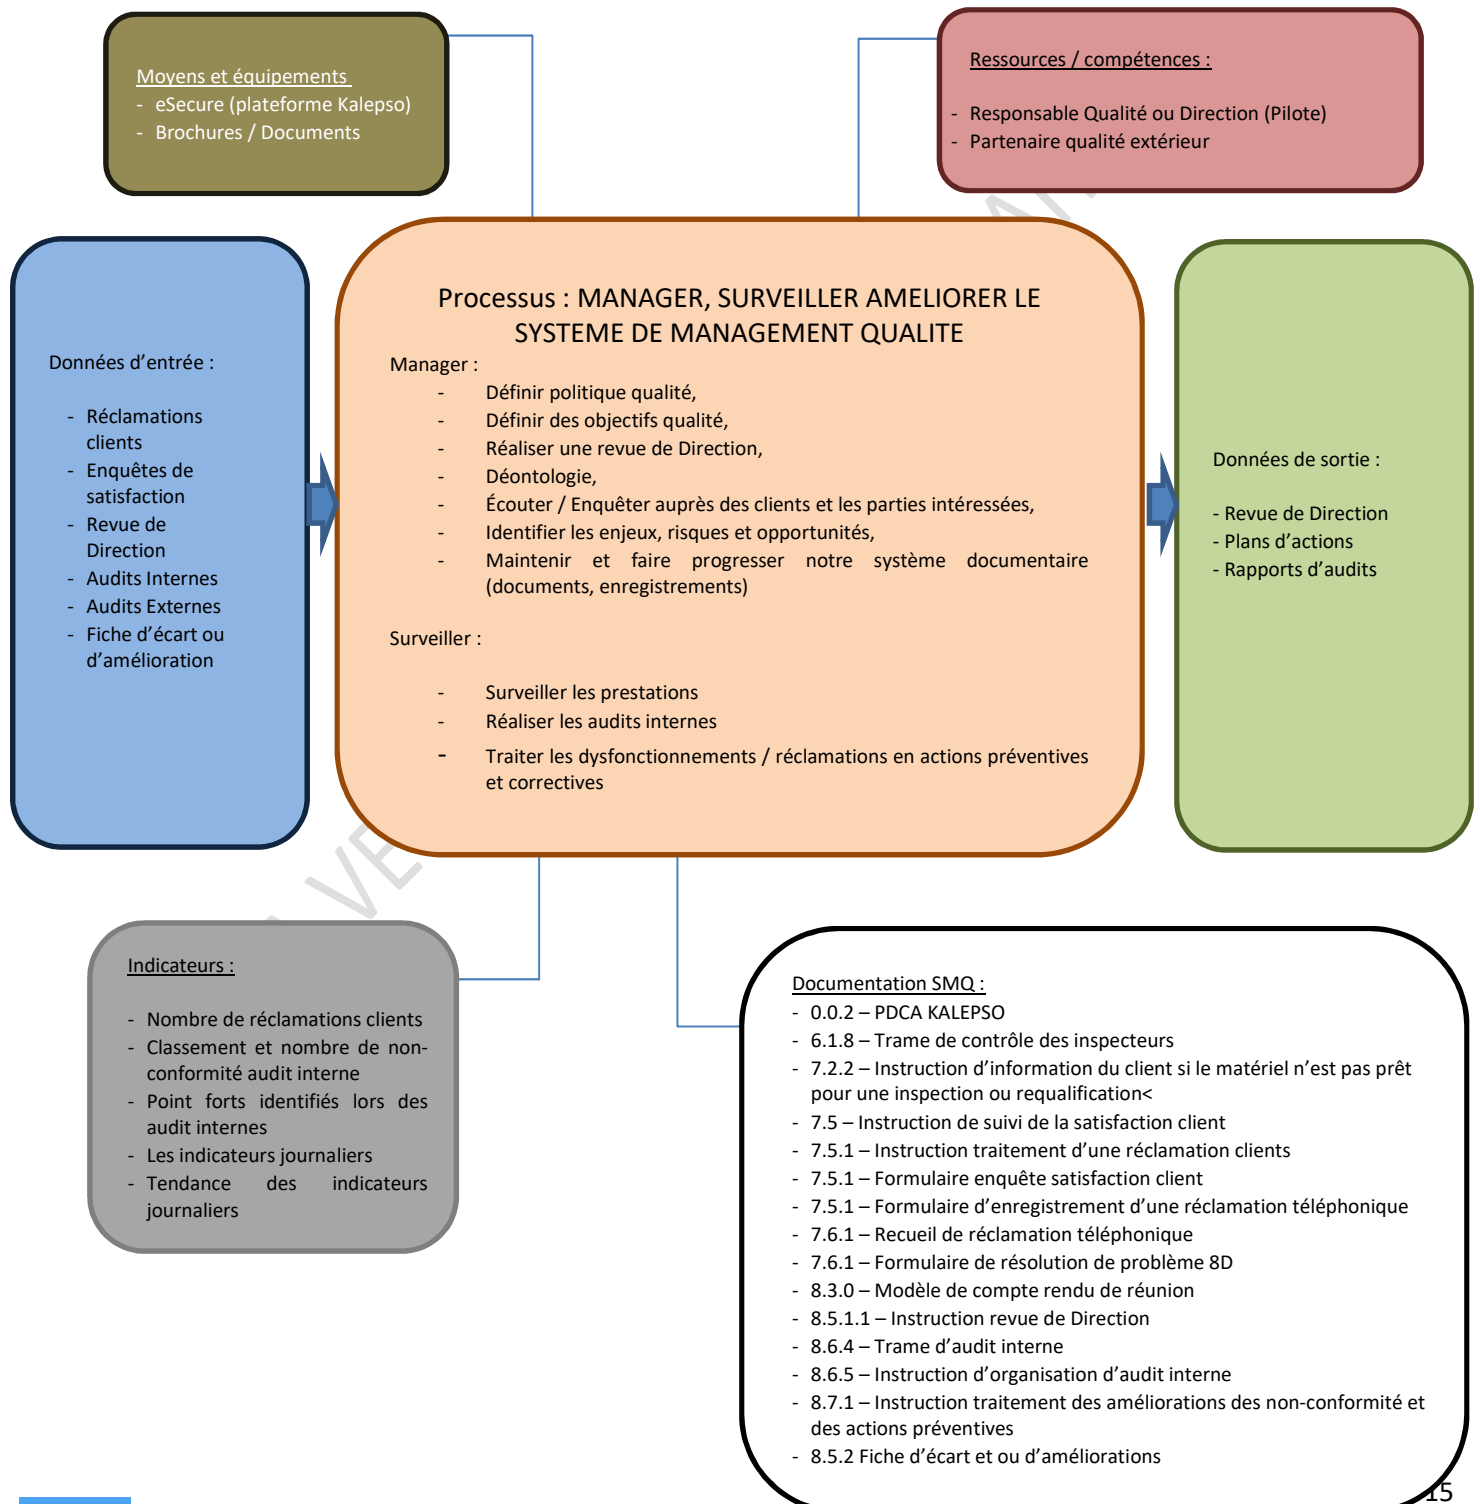 Moyens et équipements
- eSecure (plateforme Kalepso)
- Brochures / Documents
Ressources / compétences :
- Responsable Qualité ou Direction (Pilote)
- Partenaire qualité extérieur
Données d’entrée :
- Réclamations
clients
- Enquêtes de
satisfaction
- Revue de
Direction
- Audits Internes
- Audits Externes
- Fiche d’écart ou
d’amélioration
Processus : MANAGER, SURVEILLER AMELIORER LE
SYSTEME DE MANAGEMENT QUALITE
Manager :
- Définir politique qualité,
- Définir des objectifs qualité,
- Réaliser une revue de Direction,
- Déontologie,
- Écouter / Enquêter auprès des clients et les parties intéressées,
- Identifier les enjeux, risques et opportunités,
- Maintenir et faire progresser notre système documentaire
(documents, enregistrements)
Surveiller :
- Surveiller les prestations
- Réaliser les audits internes
- Traiter les dysfonctionnements / réclamations en actions préventives
et correctives
Données de sortie :
- Revue de Direction
- Plans d’actions
- Rapports d’audits
Indicateurs :
- Nombre de réclamations clients
- Classement et nombre de non-
conformité audit interne
- Point forts identifiés lors des
audit internes
- Les indicateurs journaliers
- Tendance des indicateurs
journaliers
Documentation SMQ :
- 0.0.2 – PDCA KALEPSO
- 6.1.8 – Trame de contrôle des inspecteurs
- 7.2.2 – Instruction d’information du client si le matériel n’est pas prêt
pour une inspection ou requalification<
- 7.5 – Instruction de suivi de la satisfaction client
- 7.5.1 – Instruction traitement d’une réclamation clients
- 7.5.1 – Formulaire enquête satisfaction client
- 7.5.1 – Formulaire d’enregistrement d’une réclamation téléphonique
- 7.6.1 – Recueil de réclamation téléphonique
- 7.6.1 – Formulaire de résolution de problème 8D
- 8.3.0 – Modèle de compte rendu de réunion
- 8.5.1.1 – Instruction revue de Direction
- 8.6.4 – Trame d’audit interne
- 8.6.5 – Instruction d’organisation d’audit interne
- 8.7.1 – Instruction traitement des améliorations des non-conformité et
des actions préventives
- 8.5.2 Fiche d’écart et ou d’améliorations
15